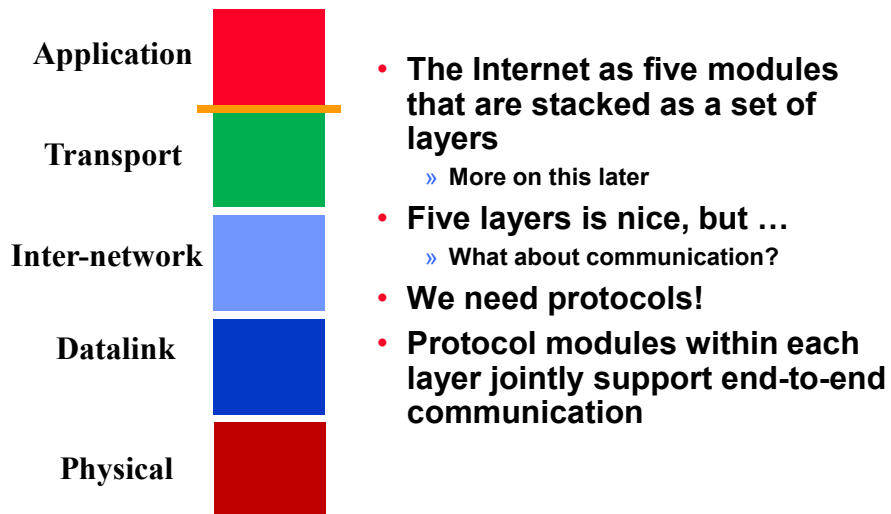 Application
Transport
Inter-network
Datalink
Physical
• The Internet as five modules
that are stacked as a set of
layers
» More on this later
• Five layers is nice, but …
» What about communication?
• We need protocols!
• Protocol modules within each
layer jointly support end-to-end
communication